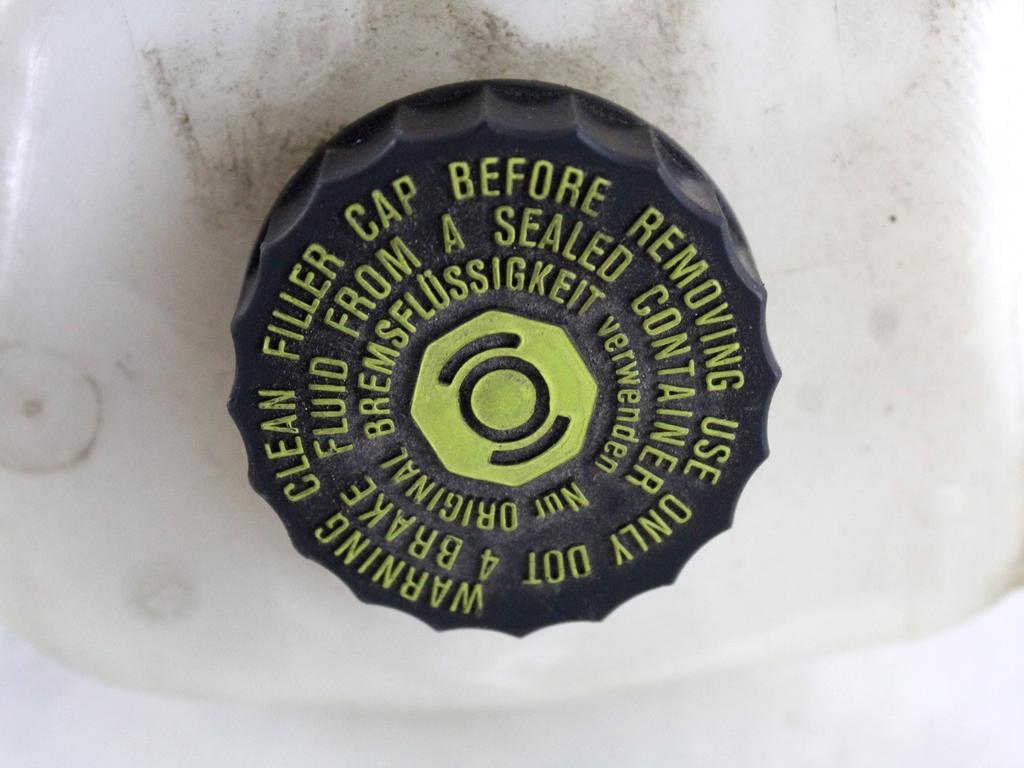 WARNING CLEAN FILLER CAP BEFORE REMOVING USE ONLY DOT
4 BRAKE FLUID FROM A SEALED CONTAINER
Nur ORIGINAL BREMSFLÜSSIGKEIT verwenden